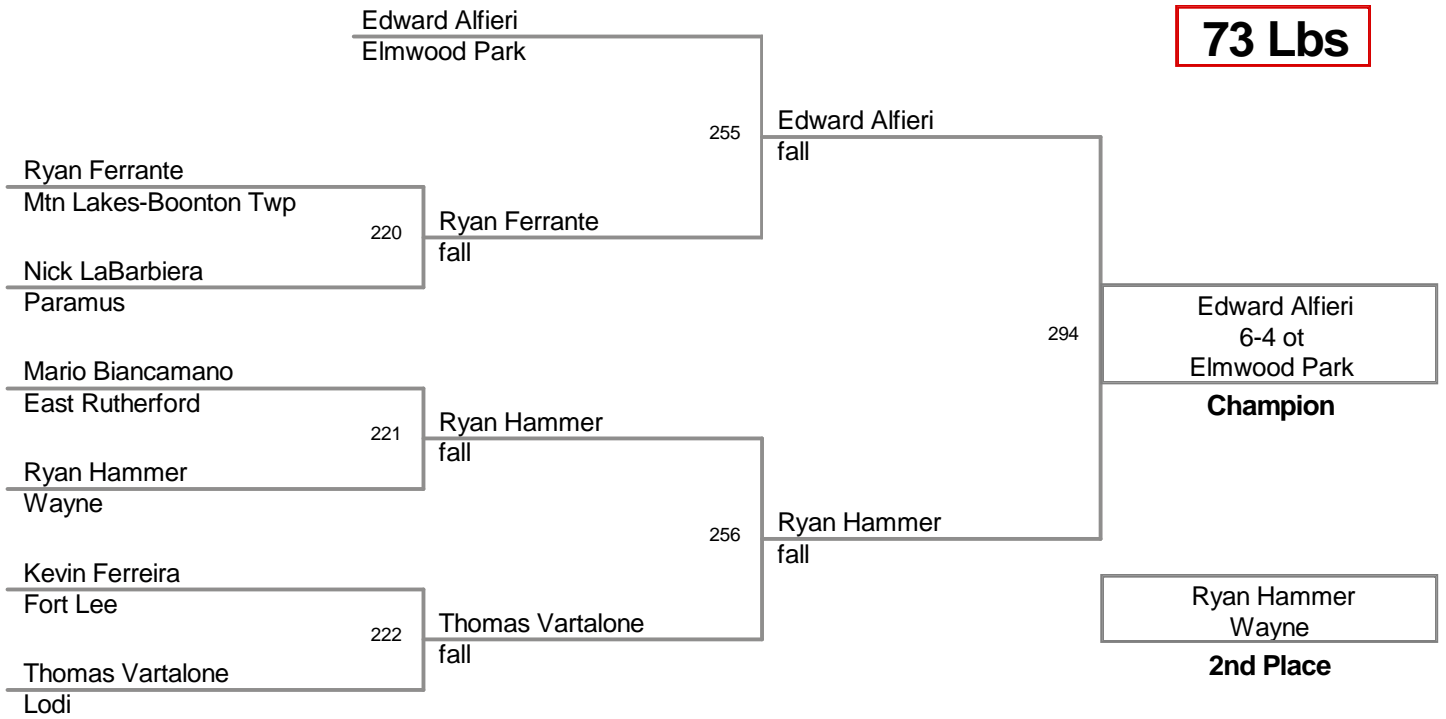 73 Lbs
Edward Alfieri
Elmwood Park
Ryan Ferrante
Mtn Lakes-Boonton Twp
220
Nick LaBarbiera
Paramus
Ryan Ferrante
fall
255
Edward Alfieri
fall
Mario Biancamano
East Rutherford
221
Ryan Hammer
Wayne
Ryan Hammer
fall
Kevin Ferreira
Fort Lee
222
Thomas Vartalone
Lodi
Thomas Vartalone
fall
256
Ryan Hammer
fall
294
Edward Alfieri
6-4 ot
Elmwood Park
Champion
Ryan Hammer
Wayne
2nd Place